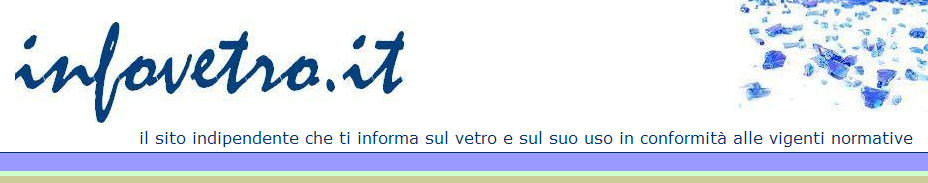 infovetro.it
il sito indipendente che ti informa sul vetro e sul suo uso in conformità alle vigenti normative